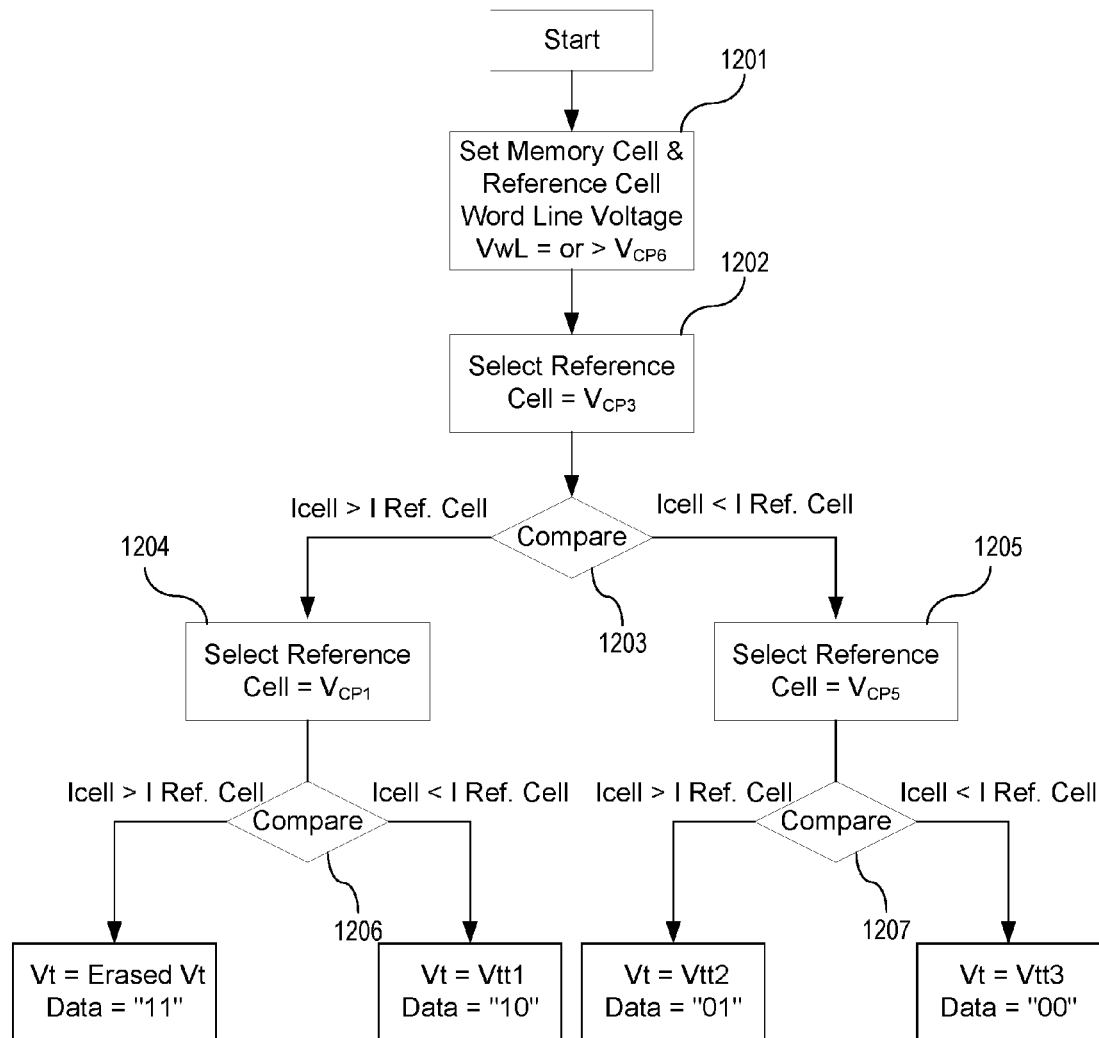 Start
1201
Set Memory Cell &
Reference Cell
Word Line Voltage
VwL = or > VCP6
1202
Select Reference
Cell = VCP3
Icell > I Ref. Cell
Icell < I Ref. Cell
Compare
1203
1204
1205
Select Reference
Cell = VCP1
Select Reference
Cell = VCP5
Icell > I Ref. Cell
Icell < I Ref. Cell
Icell > I Ref. Cell
Icell < I Ref. Cell
Compare
Compare
1206
1207
Vt = Erased Vt
Data = "11"
Vt = Vtt1
Data = "10"
Vt = Vtt2
Data = "01"
Vt = Vtt3
Data = "00"